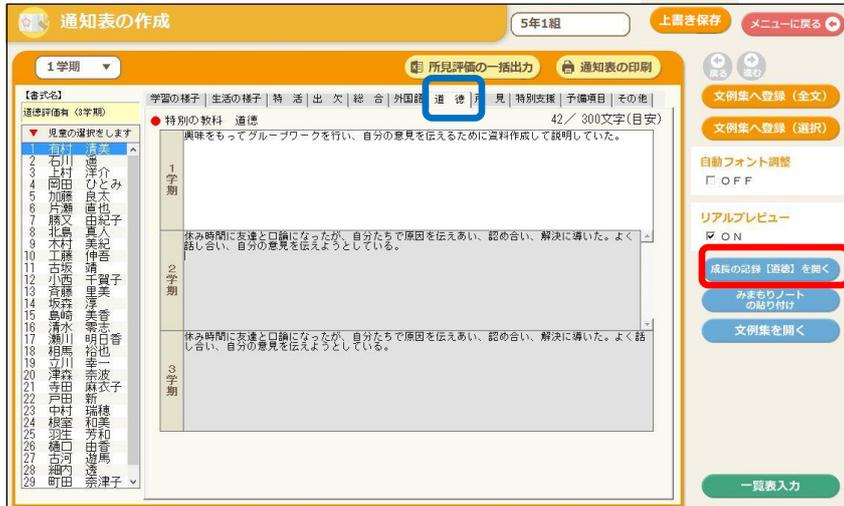 通知表の作成
5年1組
上書き保存
メニューに戻る
1学期 ▼
所見評価の一括出力
通知表の印刷
戻る 進む
【書式名】
道徳評価有(3学期)
▼ 児童の選択をします
1 有村 清美
2 石川 遥
3 上村 洋介
4 岡田 ひとみ
5 加藤 良太
6 片瀬 直也
7 勝又 由紀子
8 北島 真人
9 木村 美紀
10 工藤 伸吾
11 古坂 靖
12 小西 千賀子
13 斉藤 里美
14 坂森 淳
15 島崎 美香
16 清水 零志
17 瀬川 明日香
18 相馬 裕也
19 立川 幸一
20 津森 奈波
21 寺田 麻衣子
22 戸田 新
23 中村 瑞穂
24 根室 和美
25 羽生 芳和
26 樋口 由香
27 古河 遊馬
28 細内 透
29 町田 奈津子
学習の様子 生活の様子 特 活 出 欠 総 合 外国語 道 徳 所 見 特別支援 予備項目 その他
● 特別の教科 道徳
42/ 300文字(目安)
1学期
興味をもってグループワークを行い、自分の意見を伝えるために資料作成して説明していた。
2学期
休み時間に友達と口論になったが、自分たちで原因を伝えあい、認め合い、解決に導いた。よく
話し合い、自分の意見を伝えようとしている。
3学期
休み時間に友達と口論になったが、自分たちで原因を伝えあい、認め合い、解決に導いた。よく話
し合い、自分の意見を伝えようとしている。
文例集へ登録(全文)
文例集へ登録(選択)
自動フォント調整
OFF
リアルプレビュー
ON
成長の記録【道徳】を開く
みまもりノート
の貼り付け
文例集を開く
一覧表入力